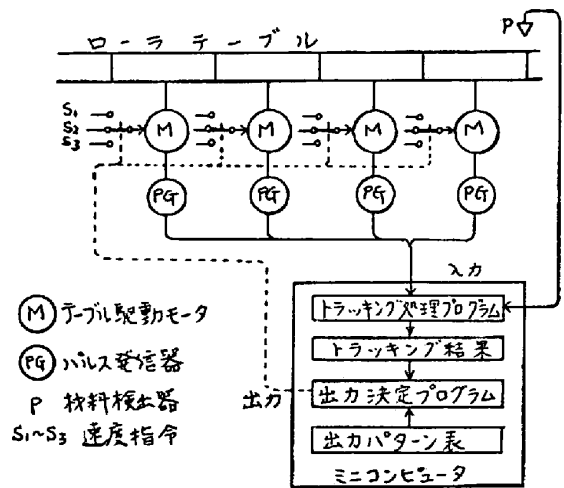 P
ローラテーブル
S₁
S₂
S₃
M M M M
PG PG PG PG
入力
トラッキング処理プログラム
トラッキング結果
出力決定プログラム
出力パターン表
ミニコンピュータ
出力
M テーブル駆動モータ
PG パルス発信器
P 材料検出器
S₁~S₃ 速度指令